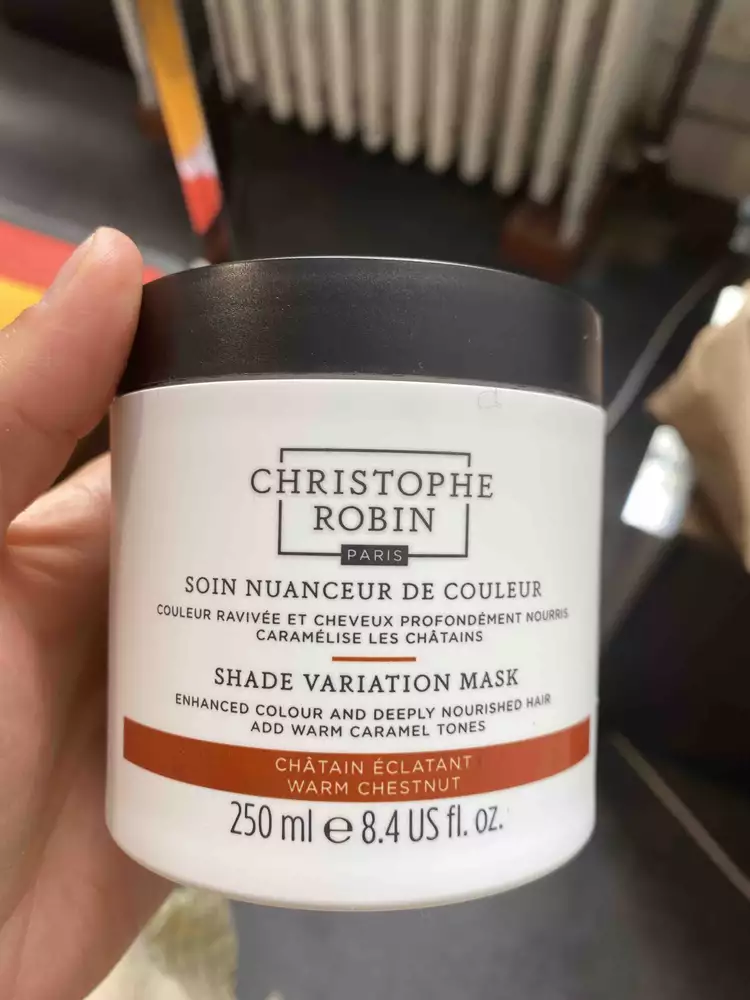 CHRISTOPHE
ROBIN
PARIS
SOIN NUANCEUR DE COULEUR
COULEUR RAVIVÉE ET CHEVEUX PROFONDÉMENT NOURRIS
CARAMÉLISE LES CHÂTAINS
SHADE VARIATION MASK
ENHANCED COLOUR AND DEEPLY NOURISHED HAIR
ADD WARM CARAMEL TONES
CHÂTAIN ÉCLATANT
WARM CHESTNUT
250 ml e 8.4 US fl. oz.